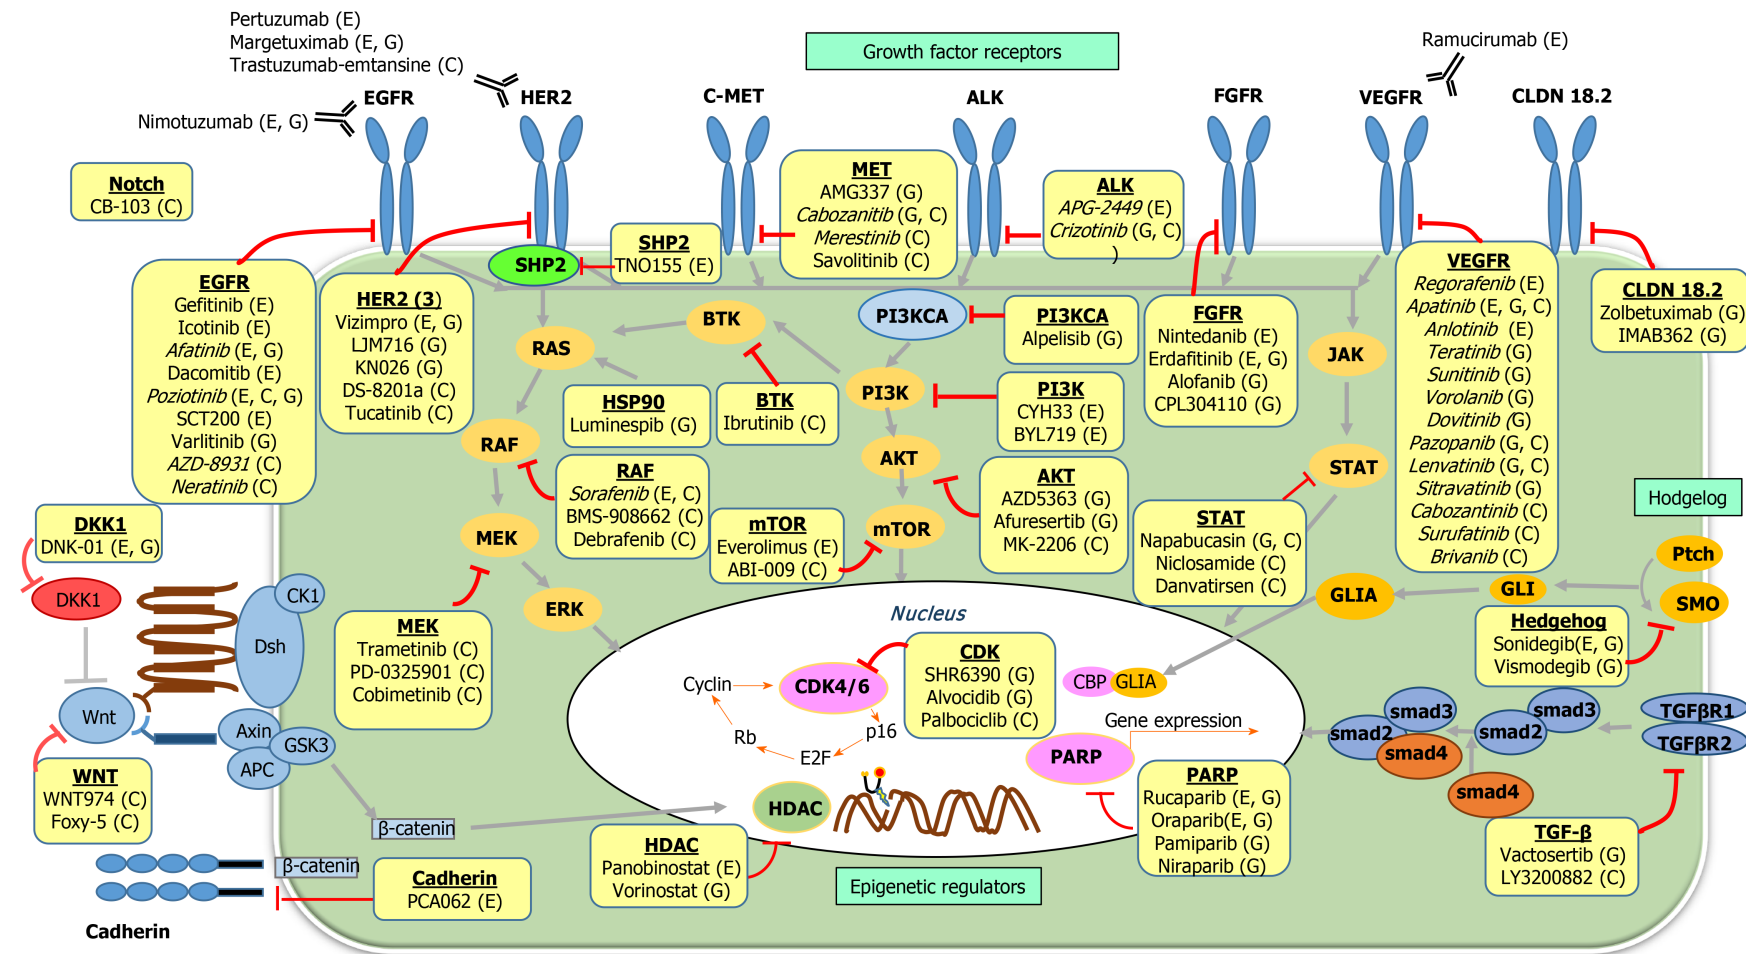 Pertuzumab (E)
Margetuximab (E, G)
Trastuzumab-emtansine (C)
Growth factor receptors
Ramucirumab (E)
EGFR
HER2
C-MET
ALK
FGFR
VEGFR
CLDN 18.2
Nimotuzumab (E, G)
Notch
CB-103 (C)
MET
AMG337 (G)
Cabozanitib (G, C)
Merestinib (C)
Savolitinib (C)
ALK
APG-2449 (E)
Crizotinib (G, C)
)
SHP2
SHP2
TNO155 (E)
EGFR
Gefitinib (E)
Icotinib (E)
Afatinib (E, G)
Dacomitib (E)
Poziotinib (E, C, G)
SCT200 (E)
Varlitinib (G)
AZD-8931 (C)
Neratinib (C)
HER2 (3)
Vizimpro (E, G)
LJM716 (G)
KN026 (G)
DS-8201a (C)
Tucatinib (C)
VEGFR
Regorafenib (E)
Apatinib (E, G, C)
Anlotinib (E)
Teratinib (G)
Sunitinib (G)
Vorolanib (G)
Dovitinib (G)
Pazopanib (G, C)
Lenvatinib (G, C)
Sitravatinib (G)
Cabozantinib (C)
Surufatinib (C)
Brivanib (C)
CLDN 18.2
Zolbetuximab (G)
IMAB362 (G)
RAS
BTK
PI3KCA
PI3KCA
Alpelisib (G)
FGFR
Nintedanib (E)
Erdafitinib (E, G)
Alofanib (G)
CPL304110 (G)
JAK
HSP90
Luminespib (G)
BTK
Ibrutinib (C)
PI3K
PI3K
CYH33 (E)
BYL719 (E)
RAF
RAF
Sorafenib (E, C)
BMS-908662 (C)
Debrafenib (C)
AKT
AKT
AZD5363 (G)
Afuresertib (G)
MK-2206 (C)
STAT
STAT
Napabucasin (G, C)
Niclosamide (C)
Danvatirsen (C)
Hodgelog
DKK1
DNK-01 (E, G)
MEK
mTOR
Everolimus (E)
ABI-009 (C)
mTOR
Ptch
DKK1
CK1
Dsh
ERK
GLIA
GLI
SMO
Hedgehog
Sonidegib(E, G)
Vismodegib (G)
MEK
Trametinib (C)
PD-0325901 (C)
Cobimetinib (C)
Nucleus
CDK
SHR6390 (G)
Alvocidib (G)
Palbociclib (C)
Cyclin
CDK4/6
p16
E2F
Rb
CBP
GLIA
Gene expression
PARP
PARP
Rucaparib (E, G)
Oraparib(E, G)
Pamiparib (G)
Niraparib (G)
smad3
smad2
smad4
smad3
smad2
smad4
TGFβR1
TGFβR2
TGF-β
Vactosertib (G)
LY3200882 (C)
Wnt
Axin
GSK3
APC
WNT
WNT974 (C)
Foxy-5 (C)
β-catenin
HDAC
HDAC
Panobinostat (E)
Vorinostat (G)
Epigenetic regulators
β-catenin
Cadherin
PCA062 (E)
Cadherin